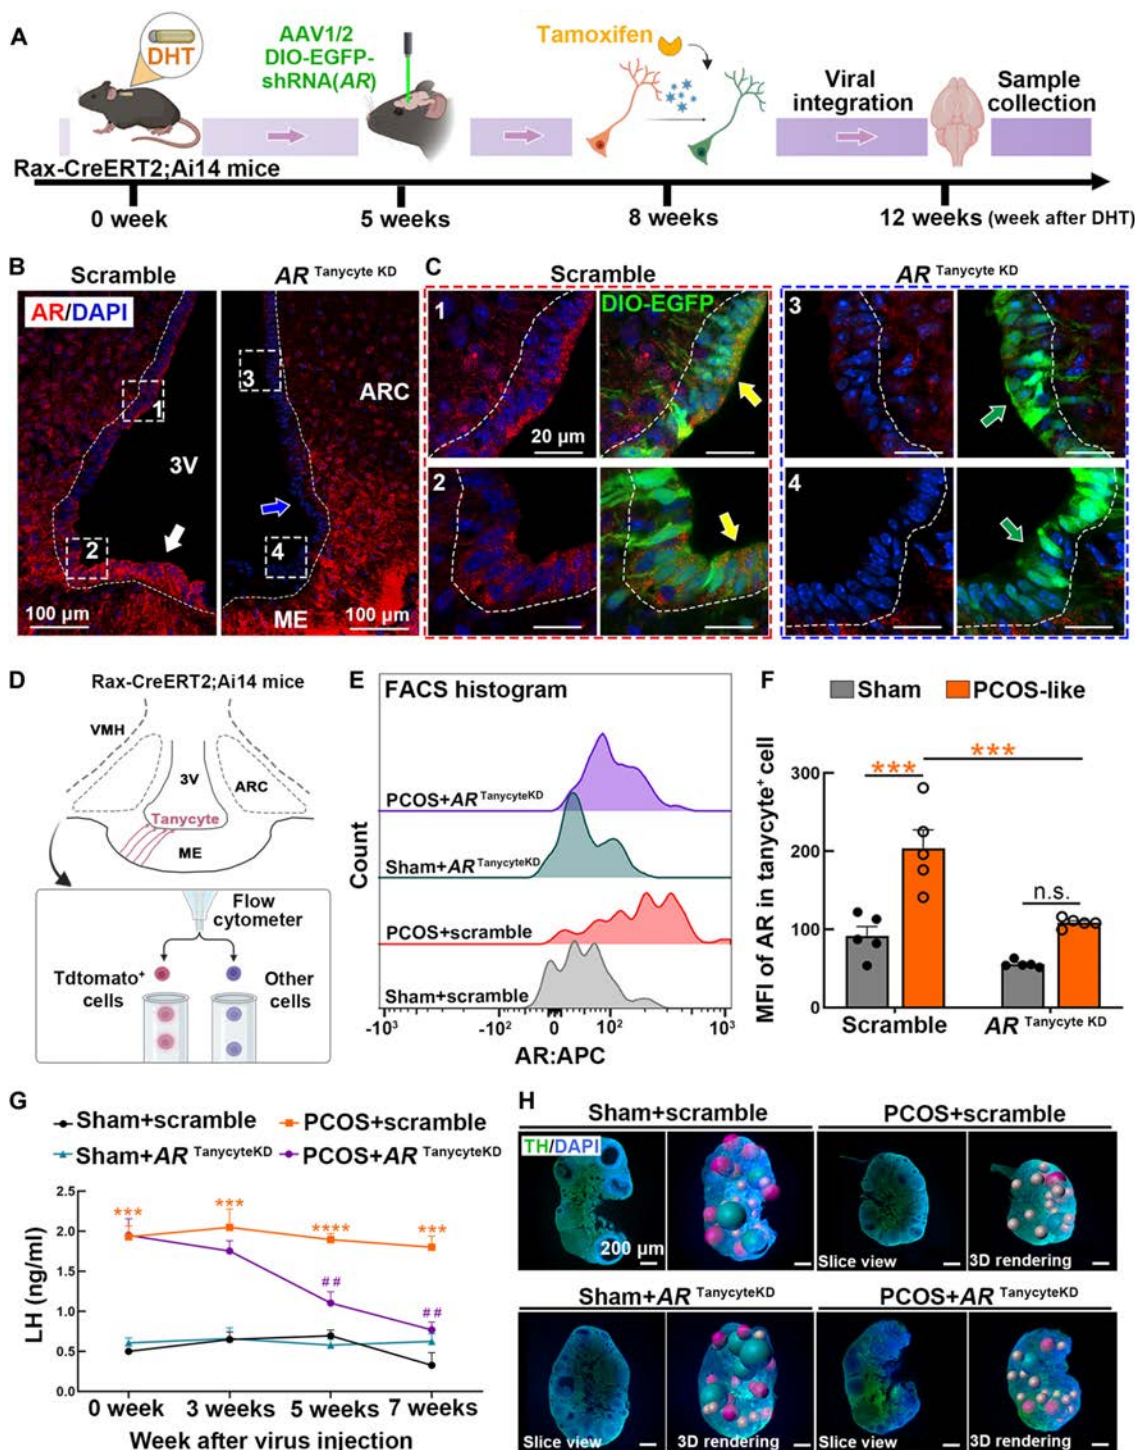 A
DHT
AAV1/2
DIO-EGFP-
shRNA(AR)
Tamoxifen
Viral
integration
Sample
collection
Rax-CreERT2;Ai14 mice
0 week
5 weeks
8 weeks
12 weeks (week after DHT)
B
Scramble
AR Tanycyte KD
AR/DAPI
1
2
3V
100 µm
3
ARC
4
ME
100 µm
C
Scramble
AR Tanycyte KD
1
20 µm
DIO-EGFP
2
3
4
D
Rax-CreERT2;Ai14 mice
VMH
3V
ARC
Tanycyte
ME
Flow
cytometer
Tdtomato+
cells
Other
cells
E
FACS histogram
PCOS+AR TanycyteKD
Sham+AR TanycyteKD
PCOS+scramble
Sham+scramble
Count
-10³
-10²
0
10²
10³
AR:APC
F
Sham
PCOS-like
***
***
n.s.
MFI of AR in tanycyte+ cell
300
200
100
0
Scramble
AR Tanycyte KD
G
Sham+scramble
PCOS+scramble
Sham+AR TanycyteKD
PCOS+AR TanycyteKD
LH (ng/ml)
2.5
2.0
1.5
1.0
0.5
0.0
***
***
****
***
##
##
0 week
3 weeks
5 weeks
7 weeks
Week after virus injection
H
Sham+scramble
PCOS+scramble
TH/DAPI
200 µm
Slice view
3D rendering
Sham+AR TanycyteKD
PCOS+AR TanycyteKD
Slice view
3D rendering
Slice view
3D rendering